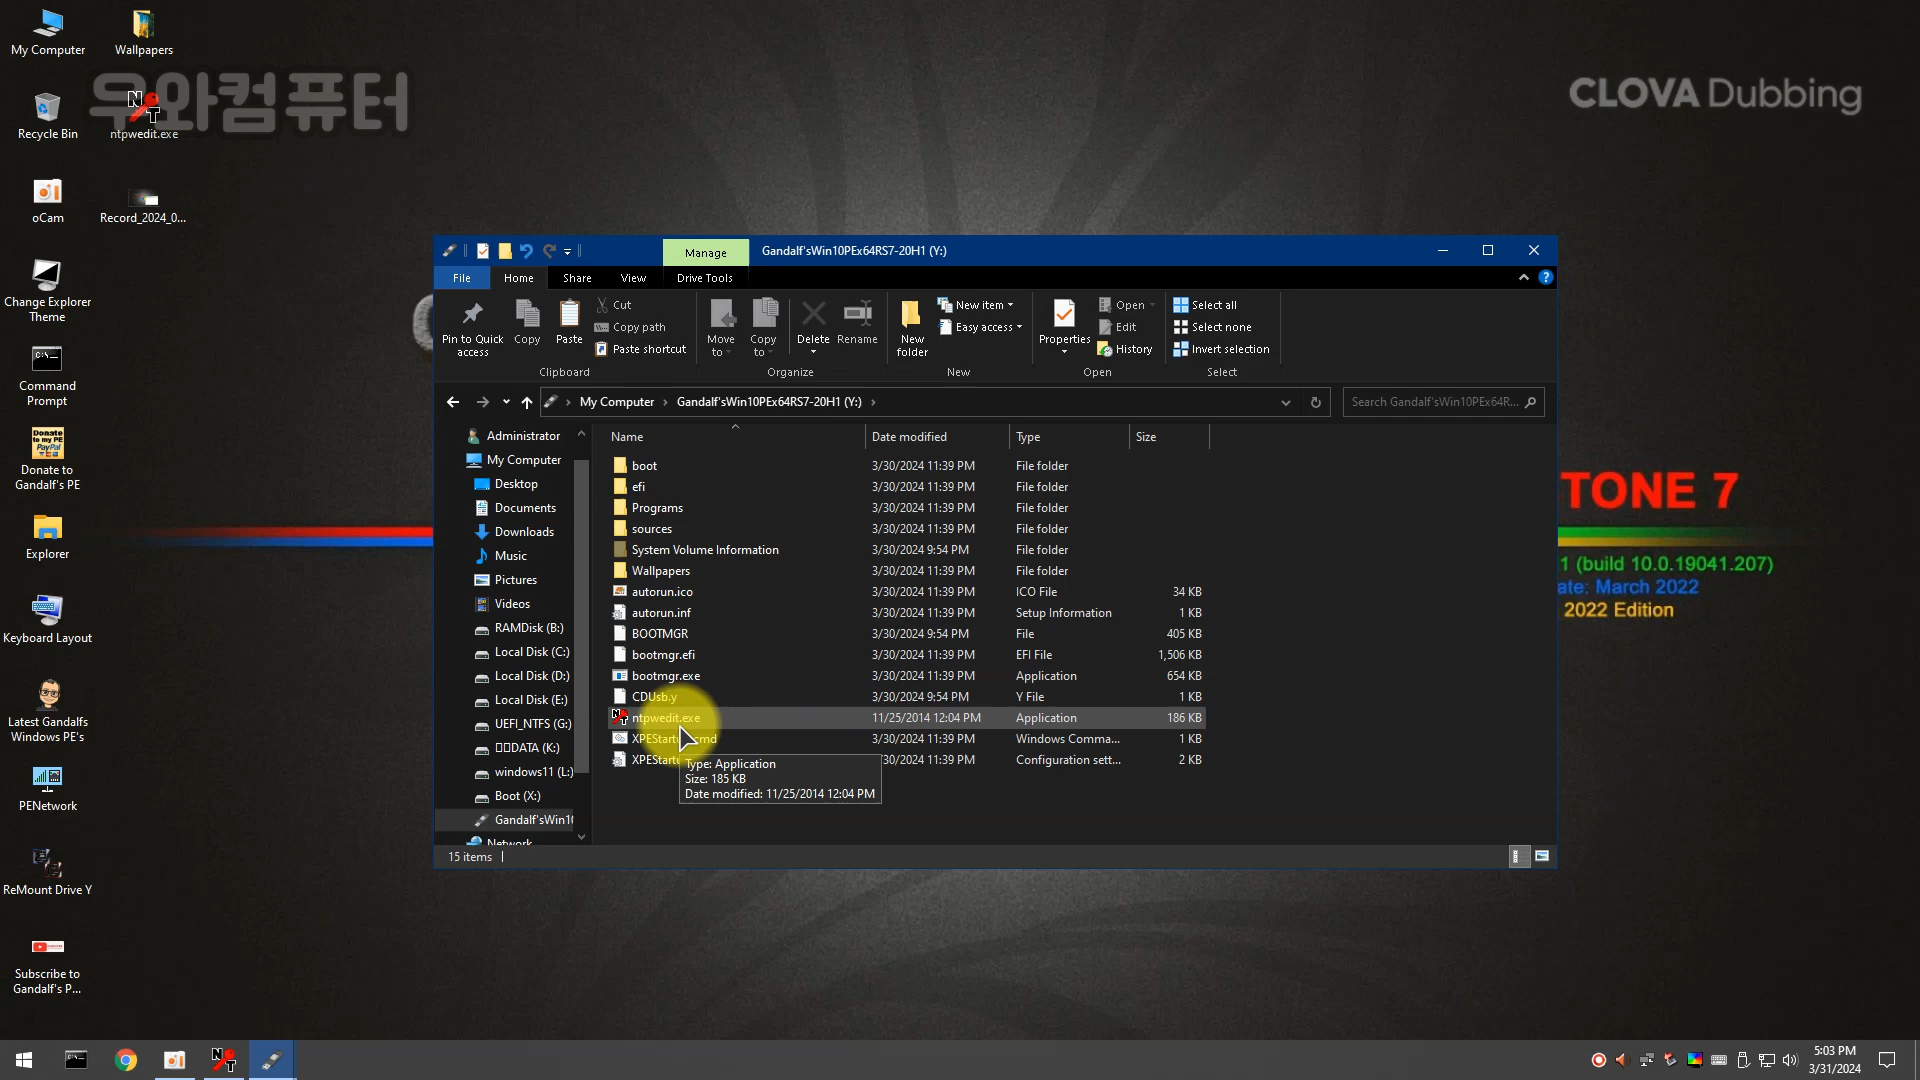 My Computer
Wallpapers
Recycle Bin
ntpwedit.exe
우와컴퓨터
CLOVA Dubbing
oCam
Record_2024_0...
Change Explorer
Theme
Command
Prompt
Donate
to my PE
PayPal
Donate to
Gandalf's PE
Explorer
Keyboard Layout
Latest Gandalfs
Windows PE's
PENetwork
ReMount Drive Y
Subscribe to
Gandalf's P...
Manage
Gandalf'sWin10PEx64RS7-20H1 (Y:)
File
Home
Share
View
Drive Tools
Pin to Quick
access
Copy
Paste
Cut
Copy path
Paste shortcut
Clipboard
Move
to
Copy
to
Delete
Rename
Organize
New
folder
New item
Easy access
New
Properties
Open
Edit
History
Open
Select all
Select none
Invert selection
Select
My Computer
Gandalf'sWin10PEx64RS7-20H1 (Y:)
Search Gandalf'sWin10PEx64R...
Administrator
My Computer
Desktop
Documents
Downloads
Music
Pictures
Videos
RAMDisk (B:)
Local Disk (C:)
Local Disk (D:)
Local Disk (E:)
UEFI_NTFS (G:)
□□DATA (K:)
windows11 (L:)
Boot (X:)
Gandalf'sWin10
Network
Name Date modified Type Size
boot 3/30/2024 11:39 PM File folder
efi 3/30/2024 11:39 PM File folder
Programs 3/30/2024 11:39 PM File folder
sources 3/30/2024 11:39 PM File folder
System Volume Information 3/30/2024 9:54 PM File folder
Wallpapers 3/30/2024 11:39 PM File folder
autorun.ico 3/30/2024 11:39 PM ICO File 34 KB
autorun.inf 3/30/2024 11:39 PM Setup Information 1 KB
BOOTMGR 3/30/2024 9:54 PM File 405 KB
bootmgr.efi 3/30/2024 11:39 PM EFI File 1,506 KB
bootmgr.exe 3/30/2024 11:39 PM Application 654 KB
CDUsb.y 3/30/2024 9:54 PM Y File 1 KB
ntpwedit.exe 11/25/2014 12:04 PM Application 186 KB
XPEStartu cmd 3/30/2024 11:39 PM Windows Comma... 1 KB
XPEStartu /30/2024 11:39 PM Configuration sett... 2 KB
Type: Application
Size: 185 KB
Date modified: 11/25/2014 12:04 PM
15 items
TONE 7
1 (build 10.0.19041.207)
ate: March 2022
2022 Edition
5:03 PM
3/31/2024